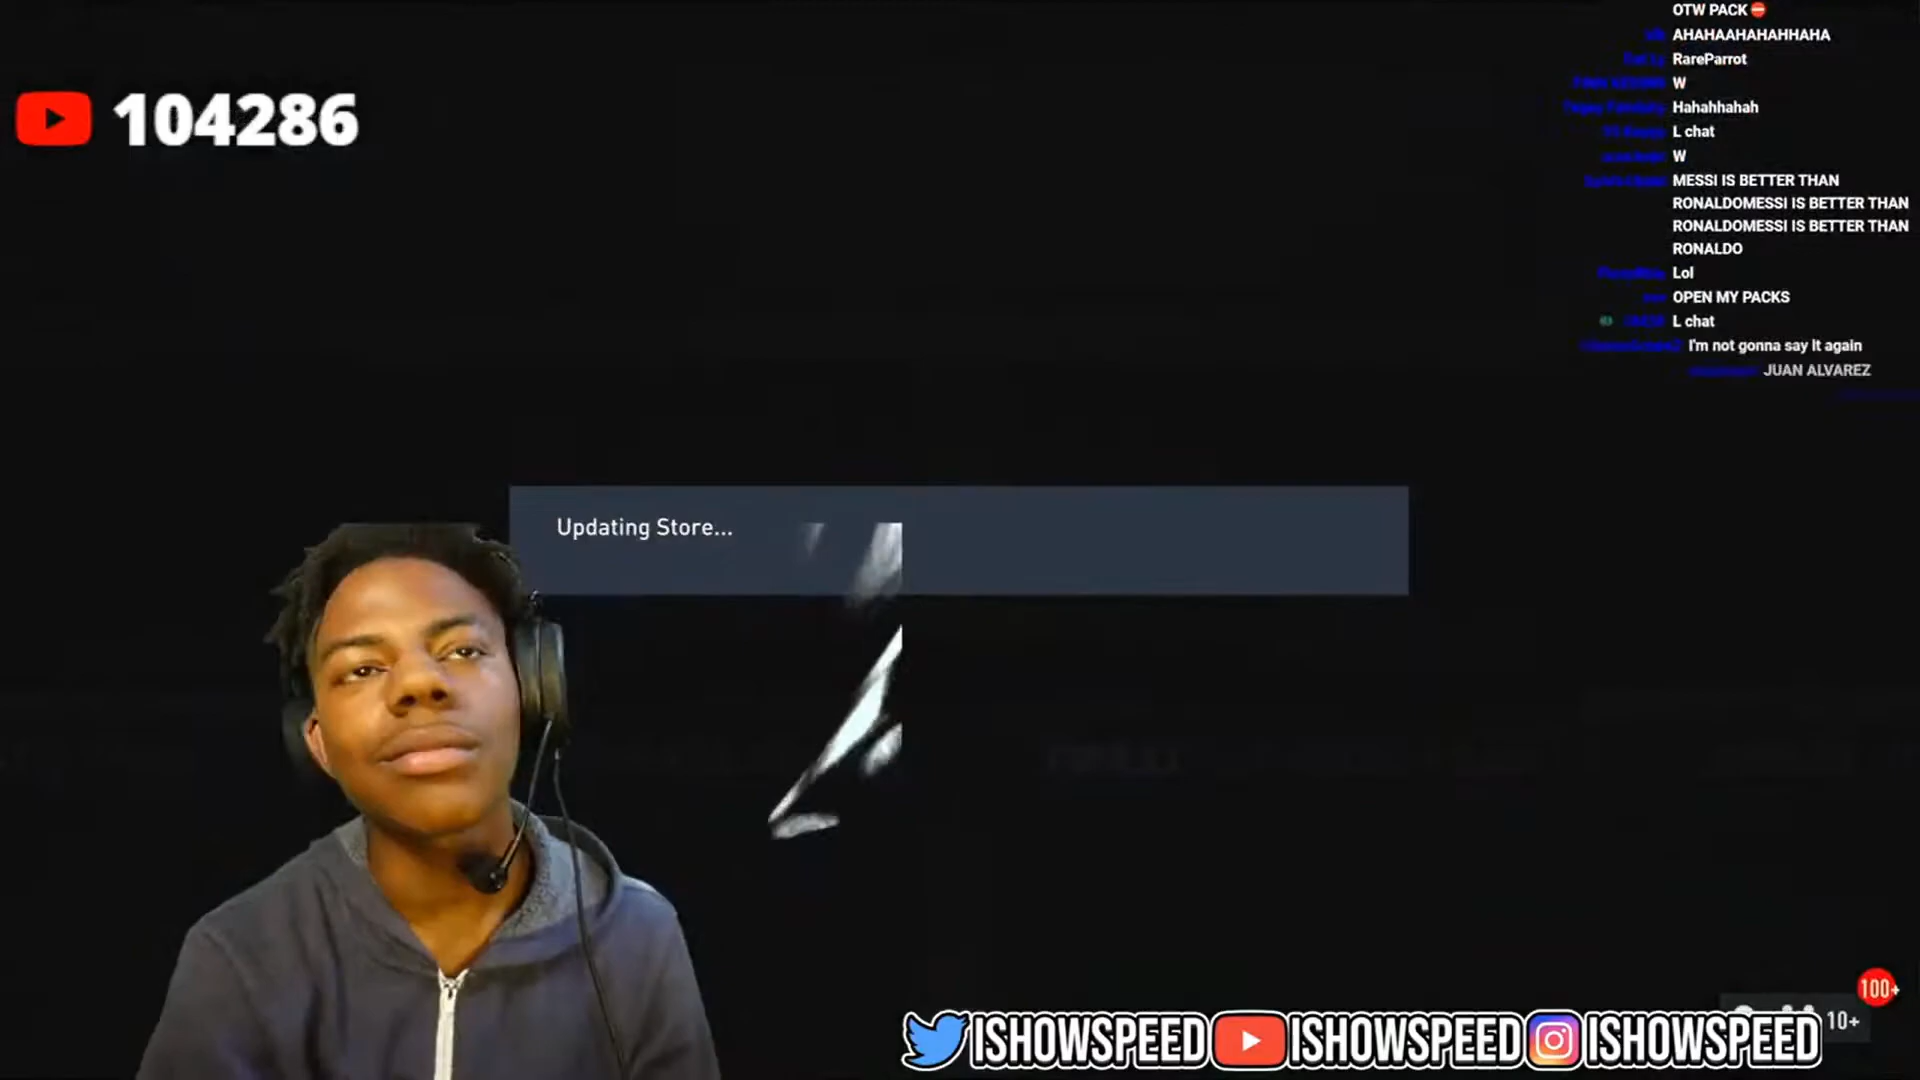 104286
OTW PACK⛔
AHAHAAHAHAHHAHA
RareParrot
W
Hahahhahah
L chat
W
MESSI IS BETTER THAN
RONALDOMESSI IS BETTER THAN
RONALDOMESSI IS BETTER THAN
RONALDO
Lol
OPEN MY PACKS
L chat
I'm not gonna say it again
JUAN ALVAREZ
Updating Store...
100+
10+
ISHOWSPEED ISHOWSPEED ISHOWSPEED